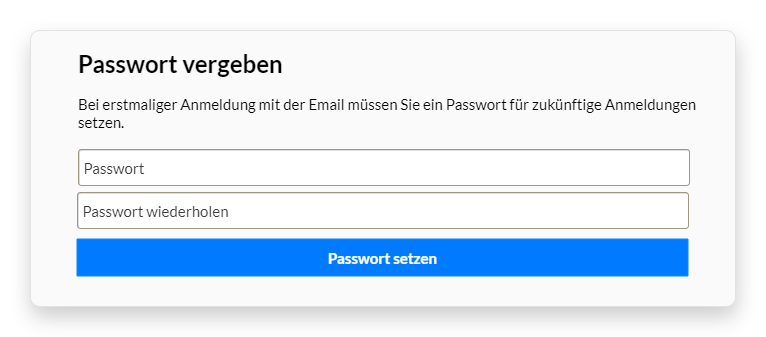 Passwort vergeben
Bei erstmaliger Anmeldung mit der Email müssen Sie ein Passwort für zukünftige Anmeldungen
setzen.
Passwort
Passwort wiederholen
Passwort setzen